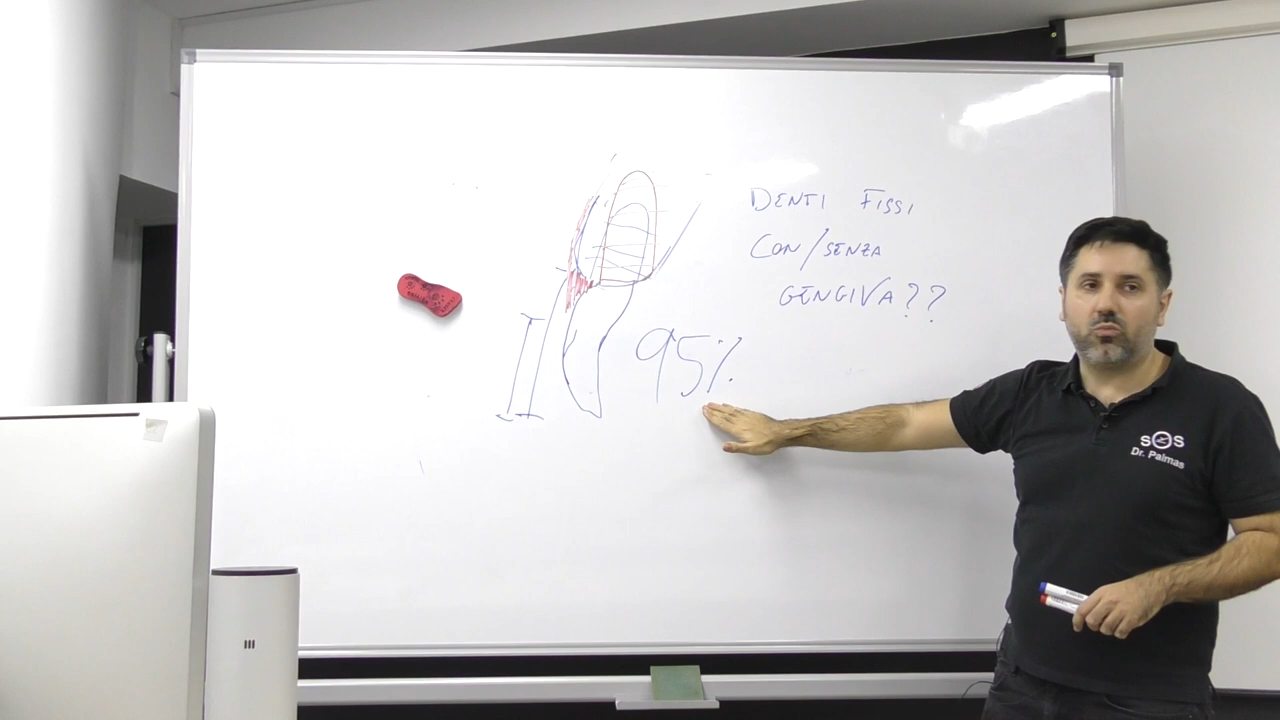 DENTI FISSI
CON/SENZA
GENGIVA??
95%
SOS
Dr. Palmas